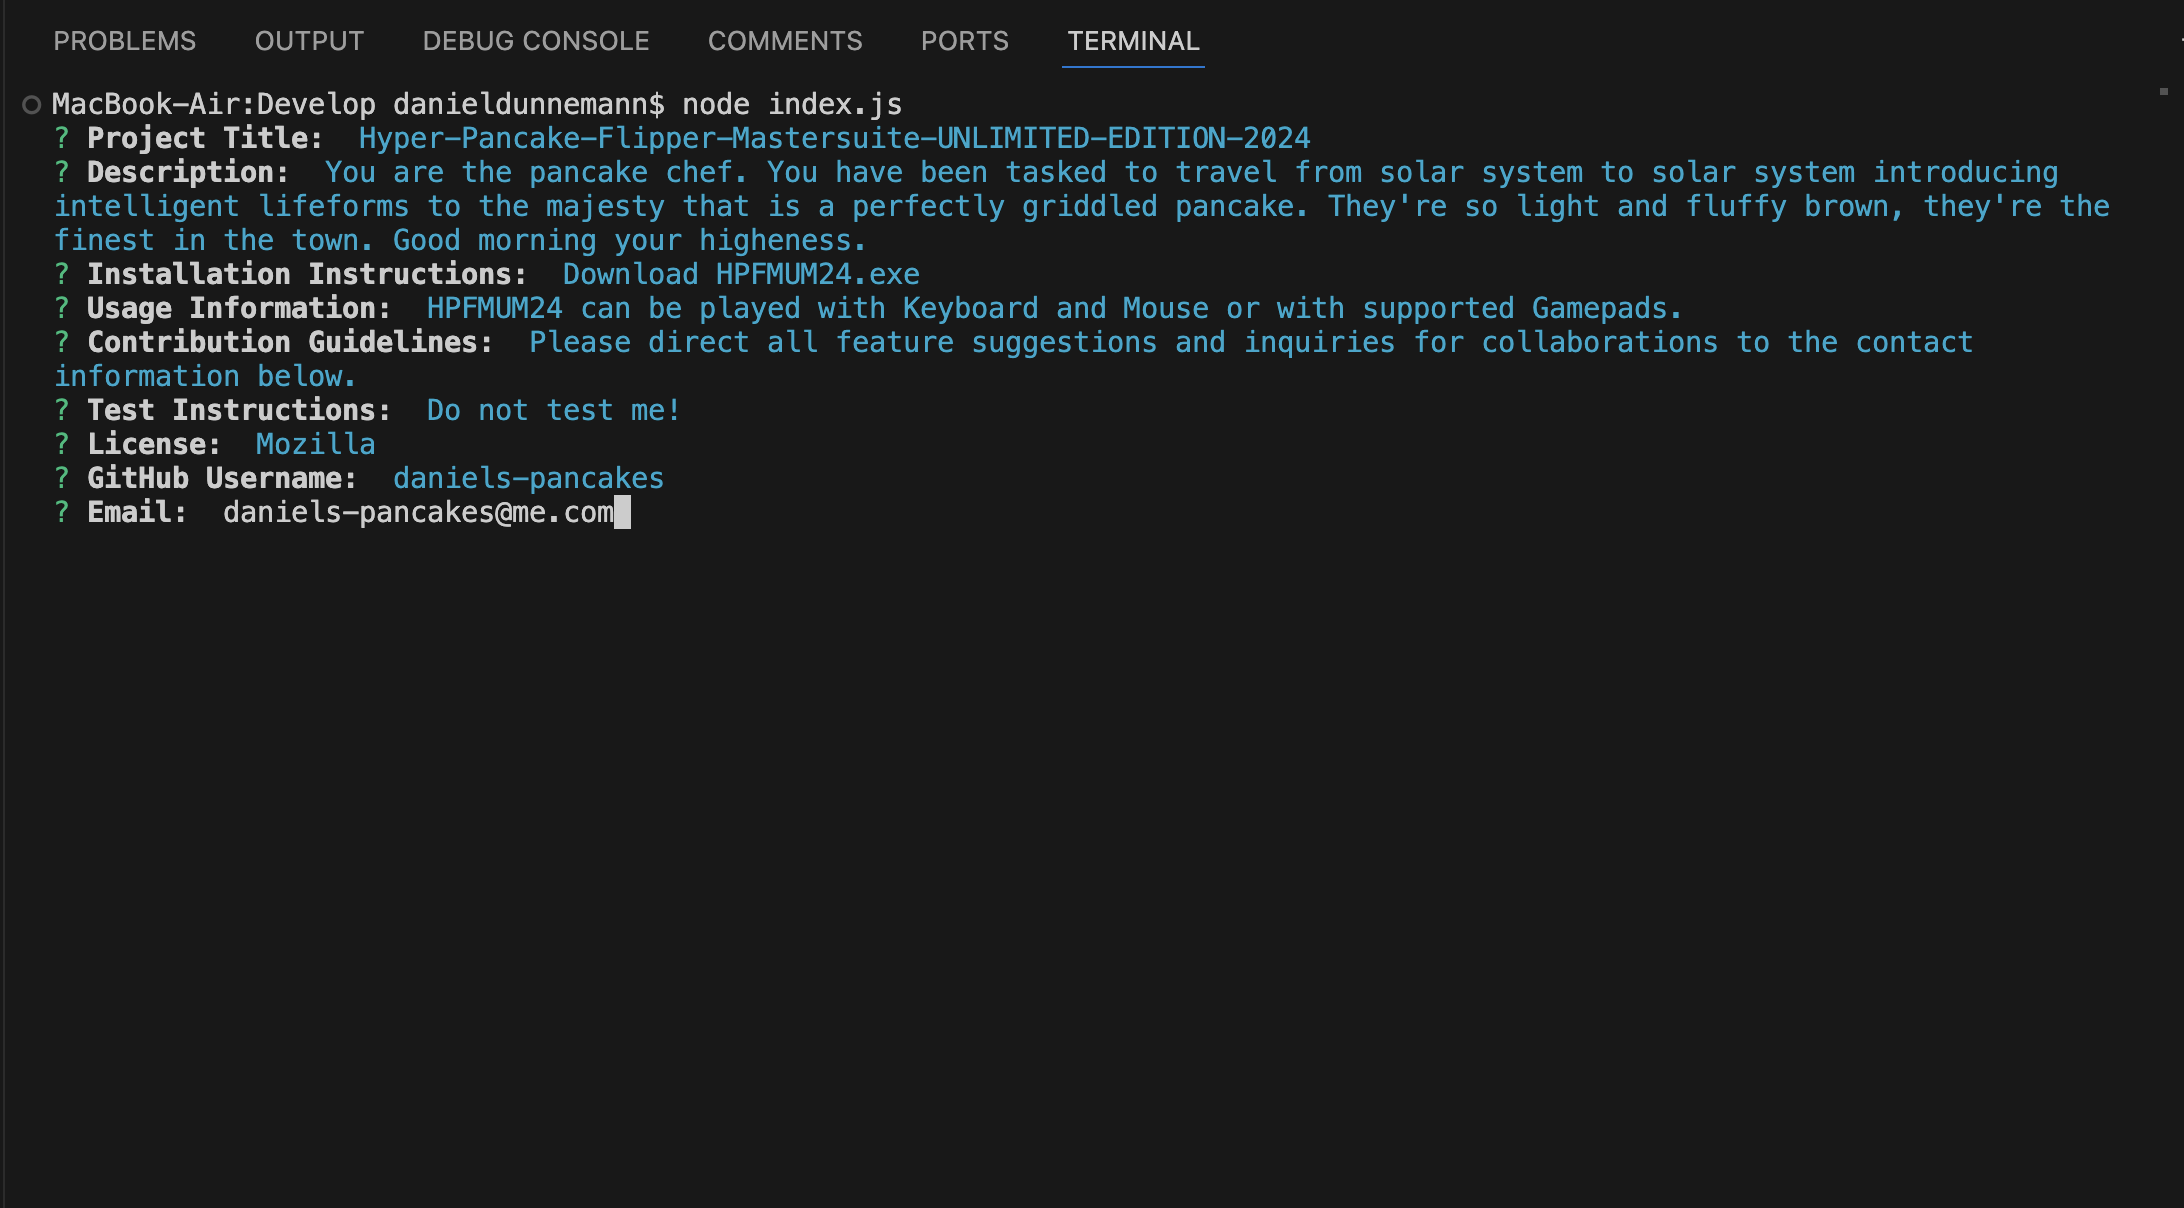 PROBLEMS OUTPUT DEBUG CONSOLE COMMENTS PORTS TERMINAL
MacBook-Air:Develop danieldunnemann$ node index.js
? Project Title:  Hyper-Pancake-Flipper-Mastersuite-UNLIMITED-EDITION-2024
? Description:  You are the pancake chef. You have been tasked to travel from solar system to solar system introducing
intelligent lifeforms to the majesty that is a perfectly griddled pancake. They're so light and fluffy brown, they're the
finest in the town. Good morning your higheness.
? Installation Instructions:  Download HPFMUM24.exe
? Usage Information:  HPFMUM24 can be played with Keyboard and Mouse or with supported Gamepads.
? Contribution Guidelines:  Please direct all feature suggestions and inquiries for collaborations to the contact
information below.
? Test Instructions:  Do not test me!
? License:  Mozilla
? GitHub Username:  daniels-pancakes
? Email:  daniels-pancakes@me.com